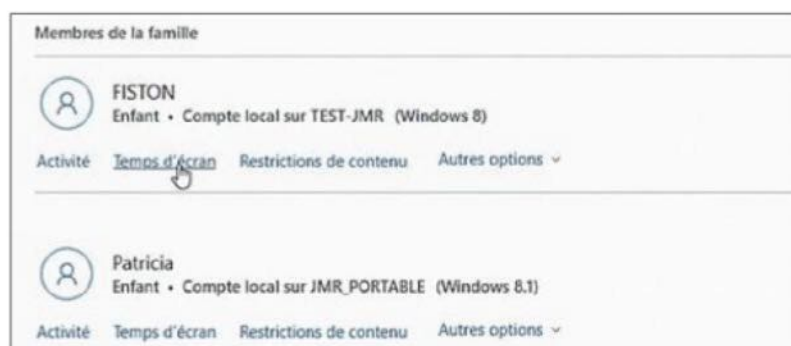 Membres de la famille
FISTON
Enfant • Compte local sur TEST-JMR (Windows 8)
Activité Temps d'écran Restrictions de contenu Autres options
Patricia
Enfant • Compte local sur JMR_PORTABLE (Windows 8.1)
Activité Temps d'écran Restrictions de contenu Autres options